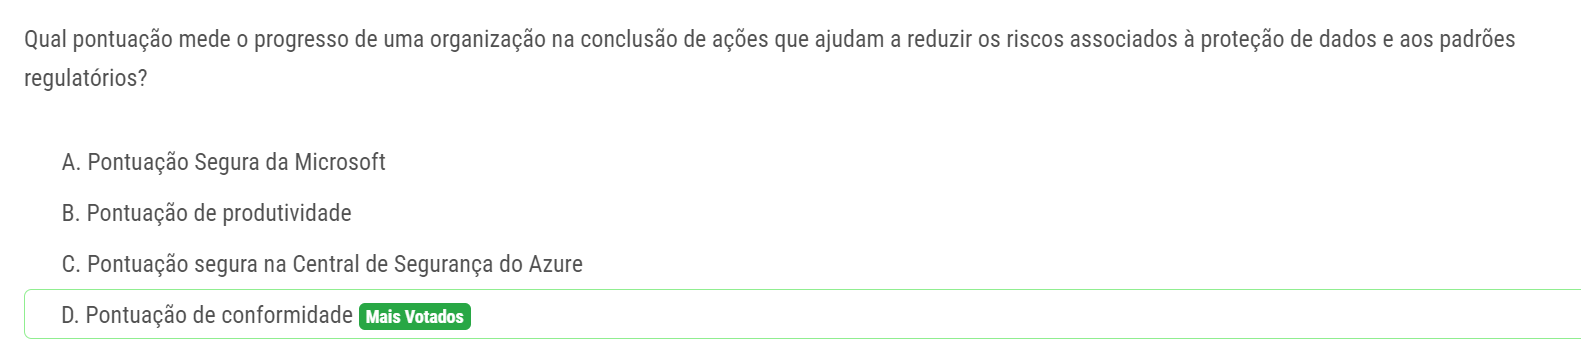 Qual pontuação mede o progresso de uma organização na conclusão de ações que ajudam a reduzir os riscos associados à proteção de dados e aos padrões
regulatórios?
A. Pontuação Segura da Microsoft
B. Pontuação de produtividade
C. Pontuação segura na Central de Segurança do Azure
D. Pontuação de conformidade Mais Votados